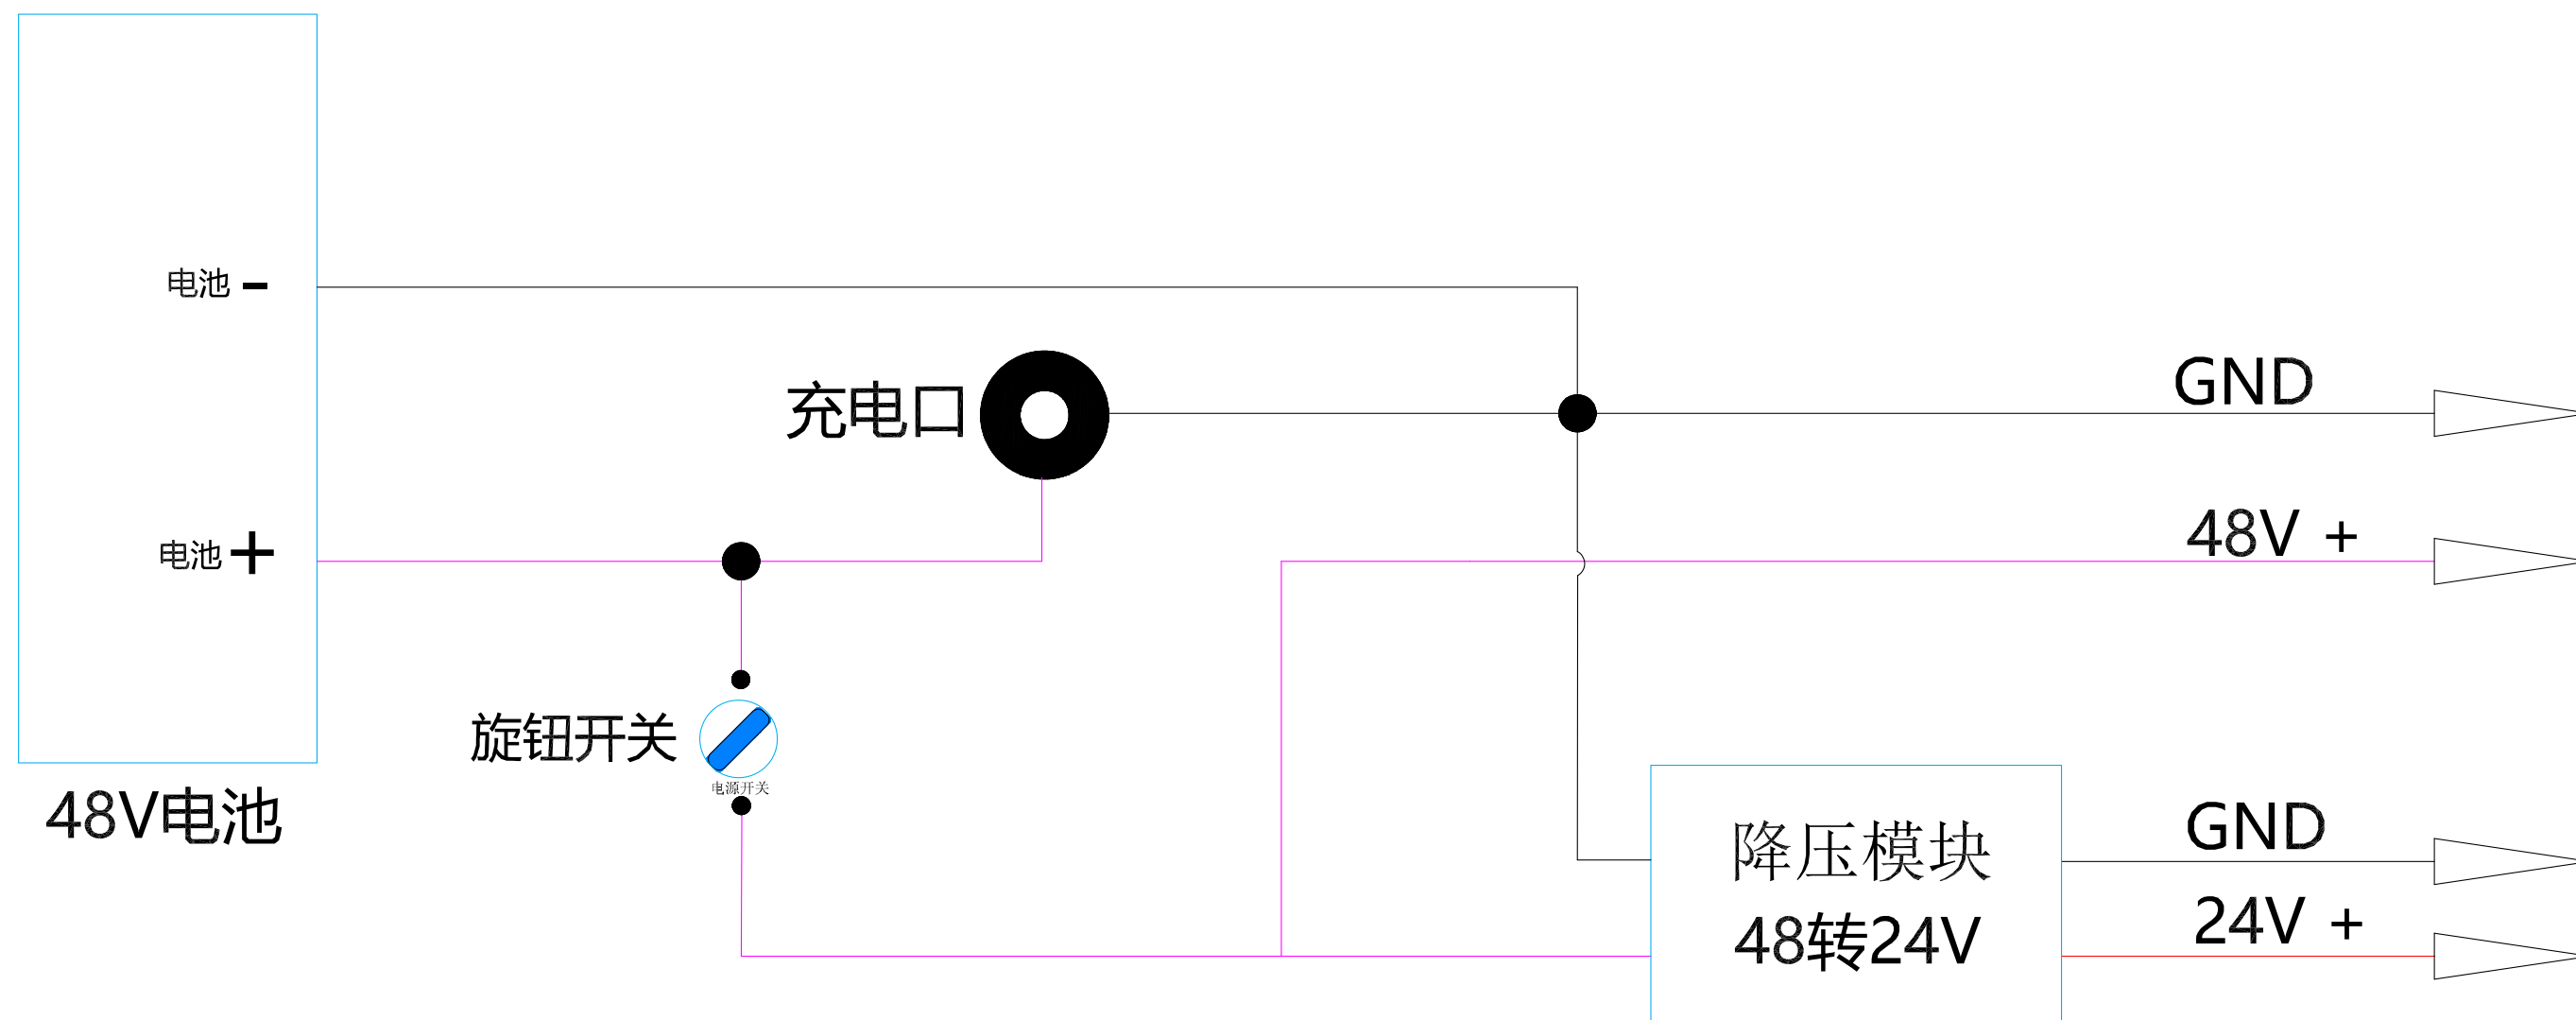 电池 -
电池 +
48V电池
充电口
旋钮开关
电源开关
GND
48V +
降压模块
48转24V
GND
24V +